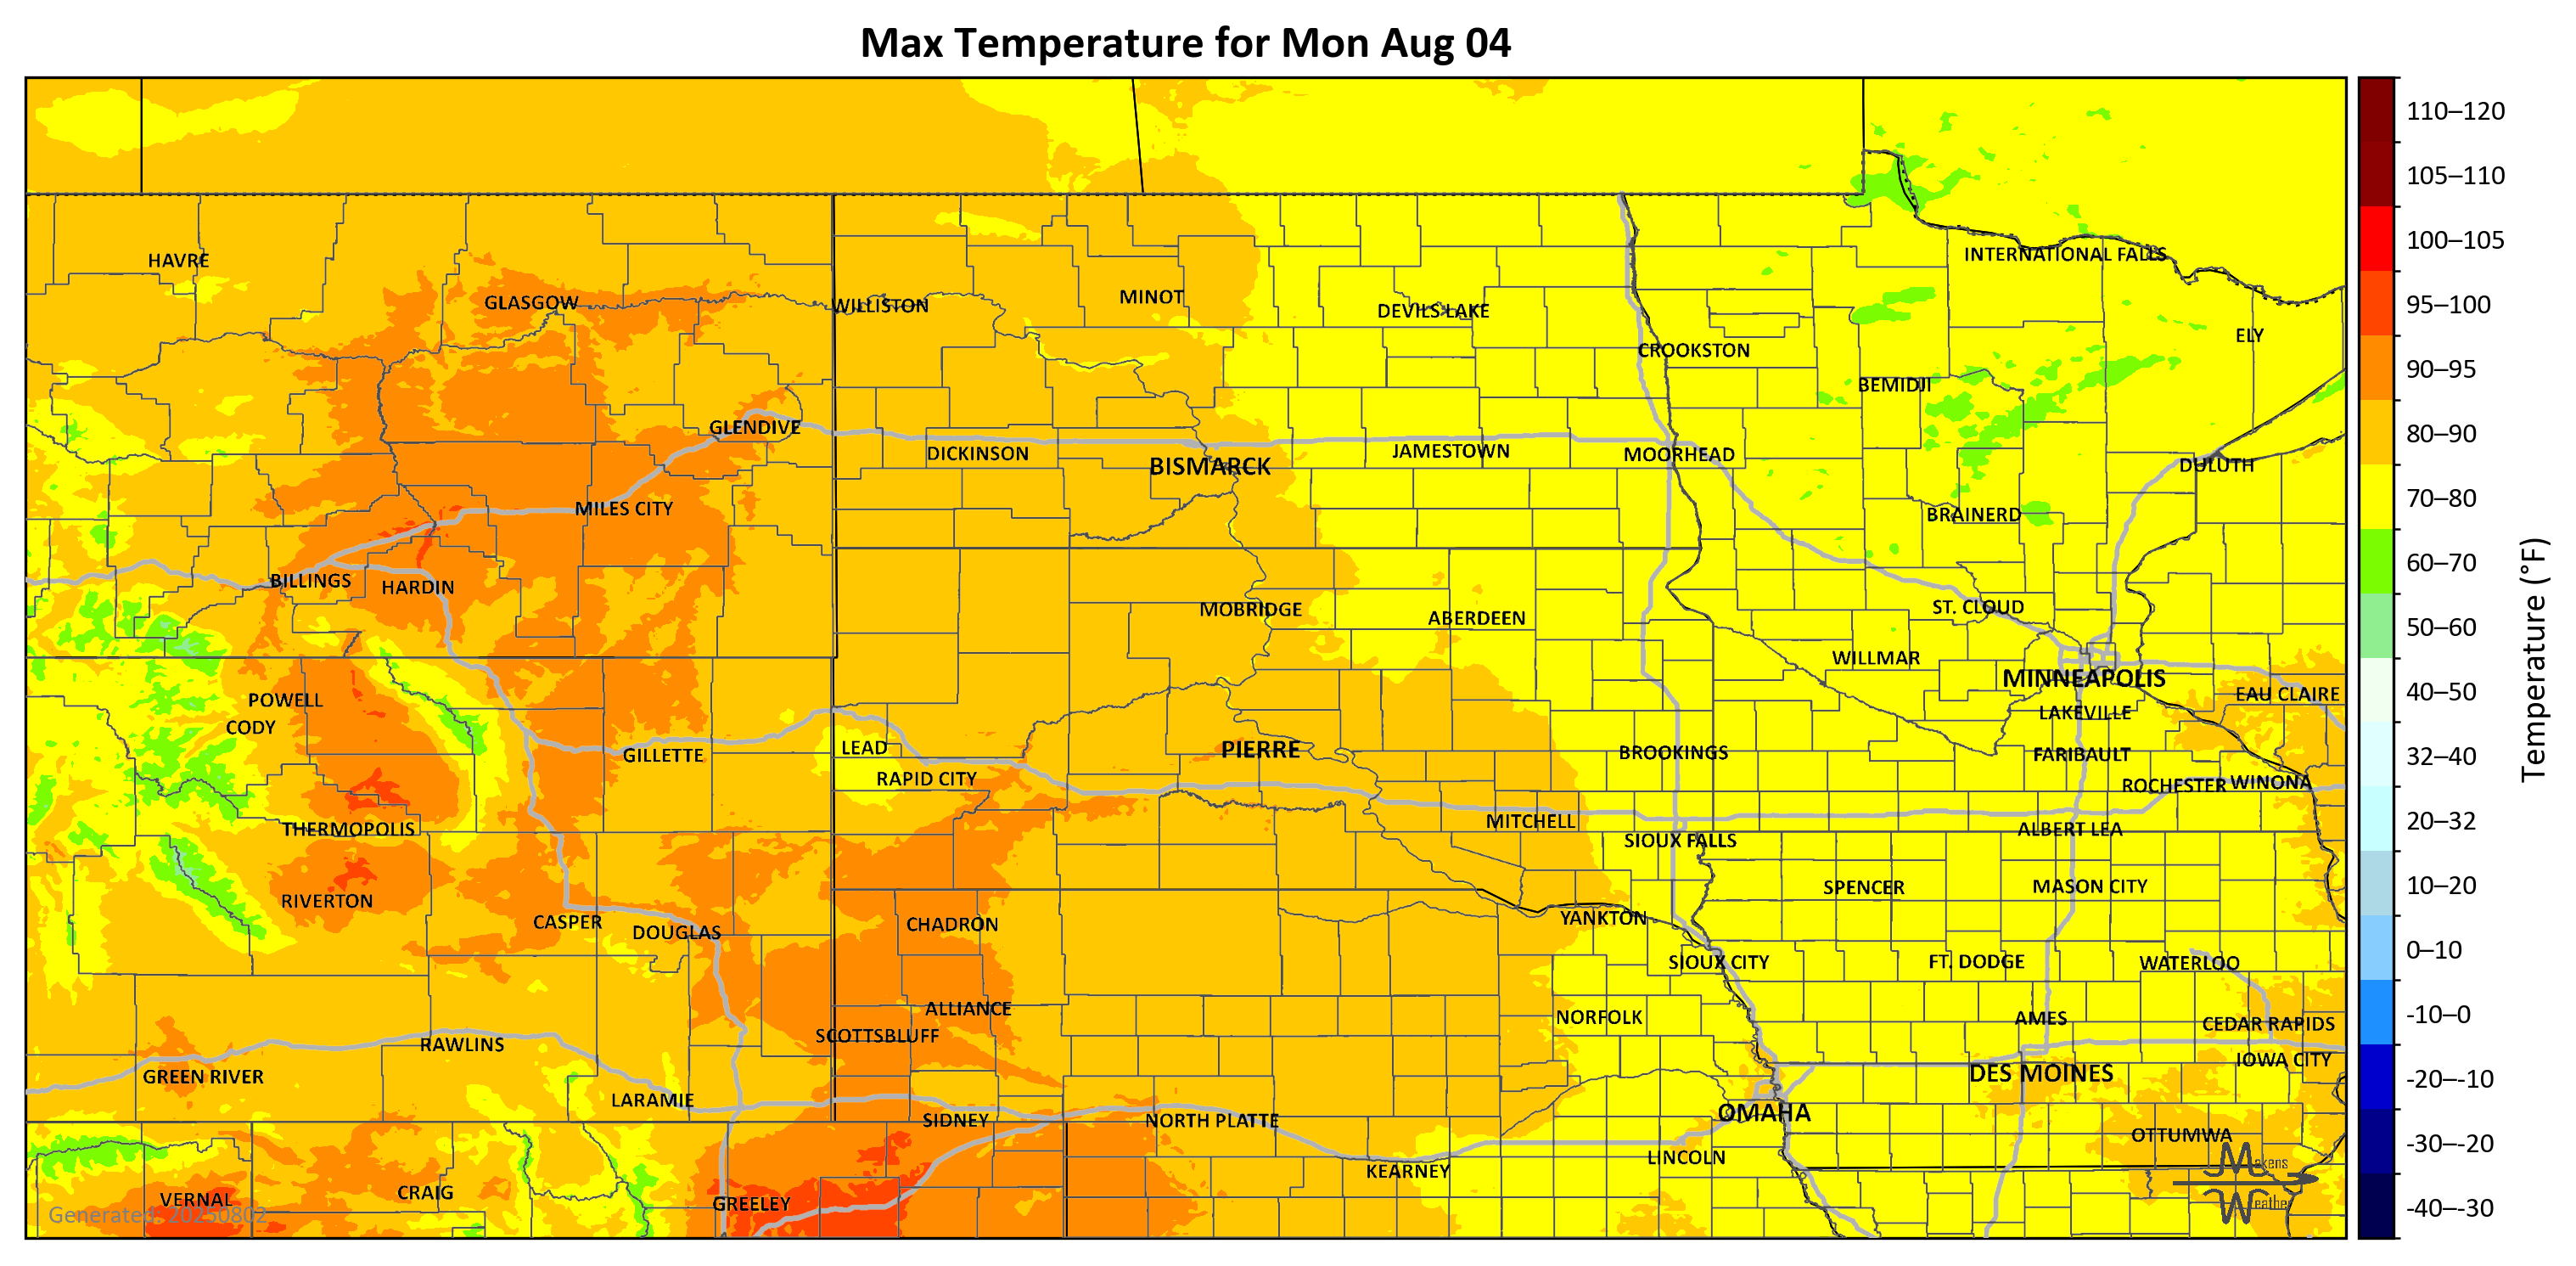 Max Temperature for Mon Aug 04
110–120
105–110
100–105
95–100
90–95
80–90
70–80
60–70
50–60
40–50
32–40
20–32
10–20
0–10
-10–0
-20–-10
-30–-20
-40–-30
Temperature (°F)
INTERNATIONAL FALLS
HAVRE
MINOT
GLASGOW
WILLISTON
DEVILS LAKE
ELY
CROOKSTON
BEMIDJI
GLENDIVE
DICKINSON
JAMESTOWN
MOORHEAD
BISMARCK
DULUTH
MILES CITY
BRAINERD
BILLINGS
HARDIN
MOBRIDGE
ABERDEEN
ST. CLOUD
WILLMAR
MINNEAPOLIS
EAU CLAIRE
POWELL
LAKEVILLE
CODY
LEAD
PIERRE
BROOKINGS
FARIBAULT
GILLETTE
RAPID CITY
ROCHESTER
WINONA
THERMOPOLIS
MITCHELL
ALBERT LEA
SIOUX FALLS
SPENCER
MASON CITY
RIVERTON
CASPER
CHADRON
YANKTON
DOUGLAS
SIOUX CITY
FT. DODGE
WATERLOO
ALLIANCE
NORFOLK
AMES
CEDAR RAPIDS
SCOTTSBLUFF
RAWLINS
IOWA CITY
GREEN RIVER
DES MOINES
LARAMIE
OMAHA
SIDNEY
NORTH PLATTE
OTTUMWA
LINCOLN
KEARNEY
CRAIG
VERNAL
GREELEY
Generated: 20250802
Makens
Weather